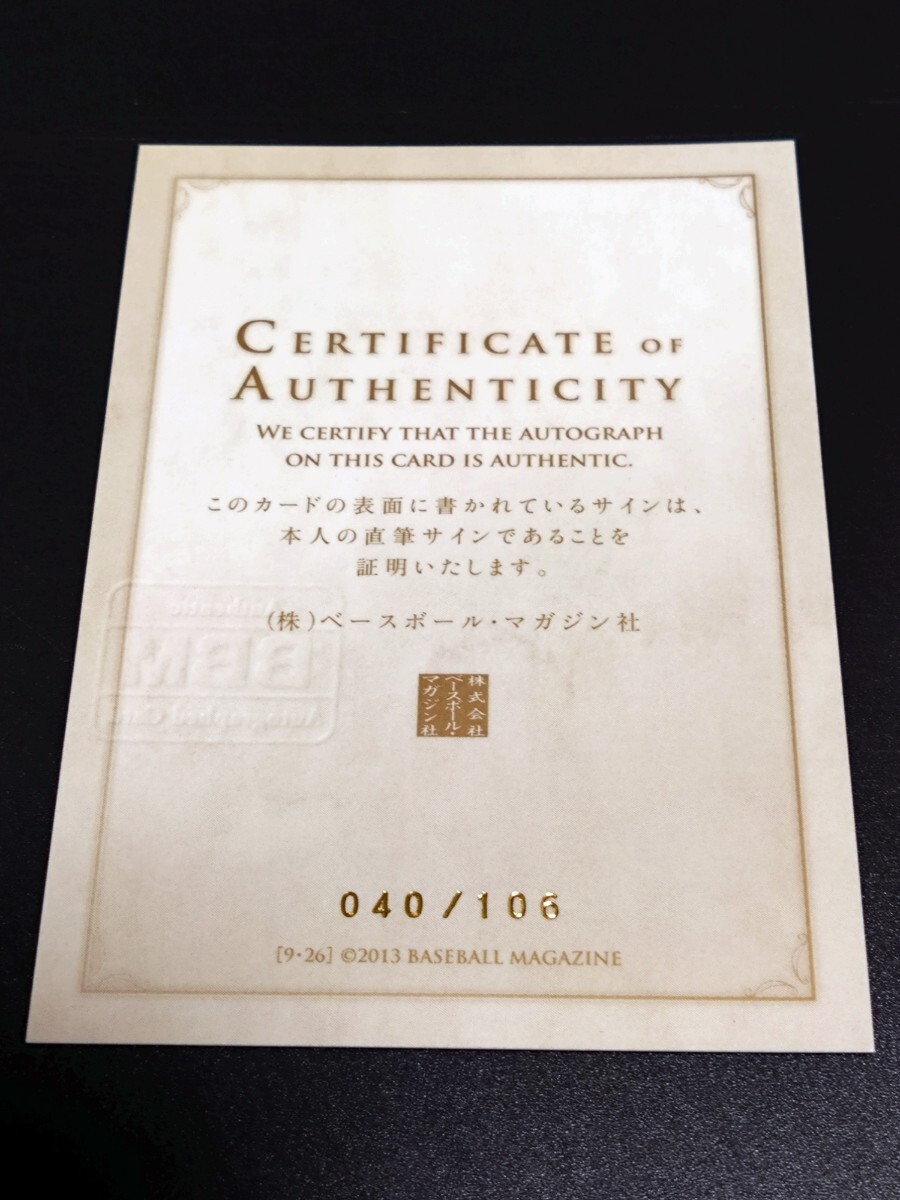 CERTIFICATE OF
AUTHENTICITY
WE CERTIFY THAT THE AUTOGRAPH
ON THIS CARD IS AUTHENTIC.
このカードの表面に書かれているサインは、
本人の直筆サインであることを
証明いたします。
(株)ベースボール・マガジン社
Authentic
BBM
Autographed Card
株式会社
ベースボール・
マガジン社
040/106
[9・26] ©2013 BASEBALL MAGAZINE